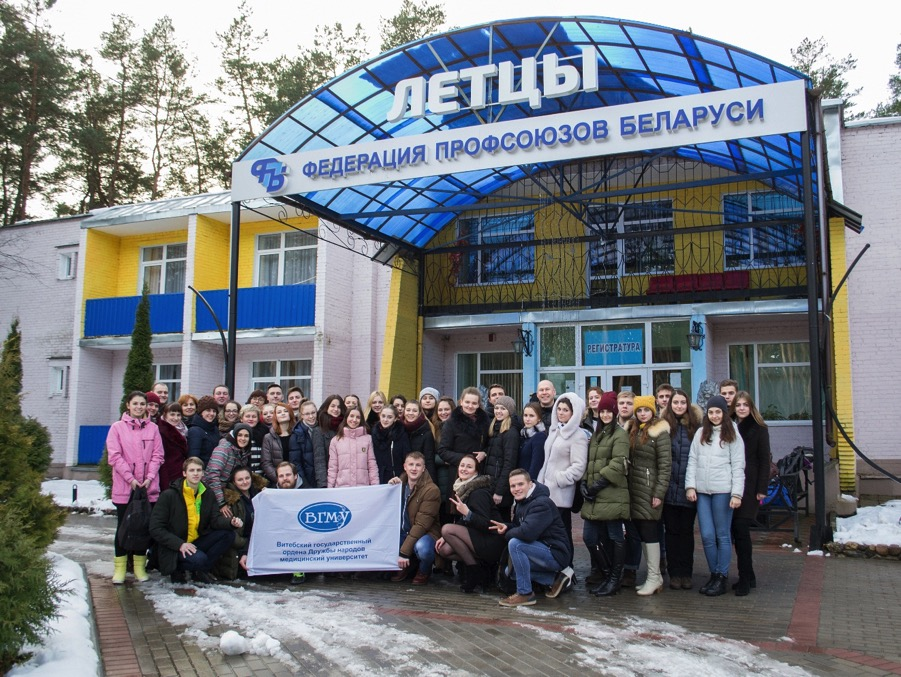 ЛЕТЦЫ
ФПБ ФЕДЕРАЦИЯ ПРОФСОЮЗОВ БЕЛАРУСИ
РЕГИСТРАТУРА
ВГМУ
Витебский государственный
ордена Дружбы народов
медицинский университет